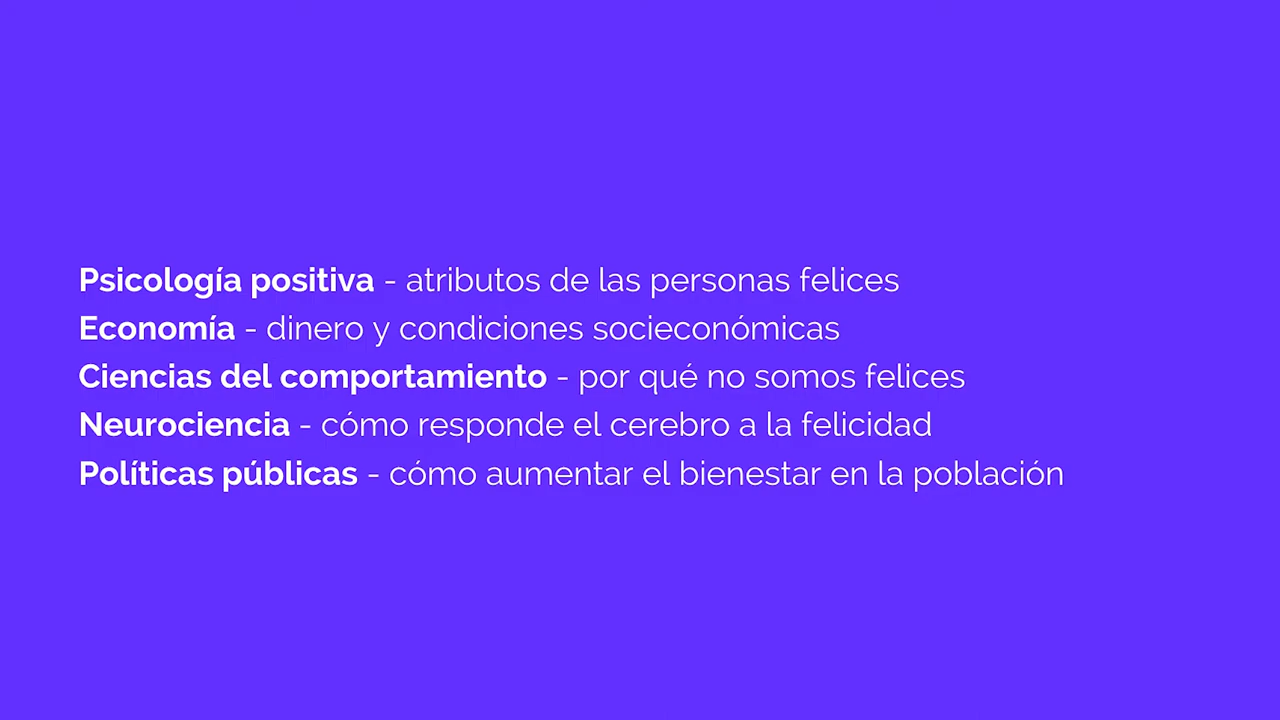 Psicología positiva - atributos de las personas felices
Economía - dinero y condiciones socieconómicas
Ciencias del comportamiento - por qué no somos felices
Neurociencia - cómo responde el cerebro a la felicidad
Políticas públicas - cómo aumentar el bienestar en la población